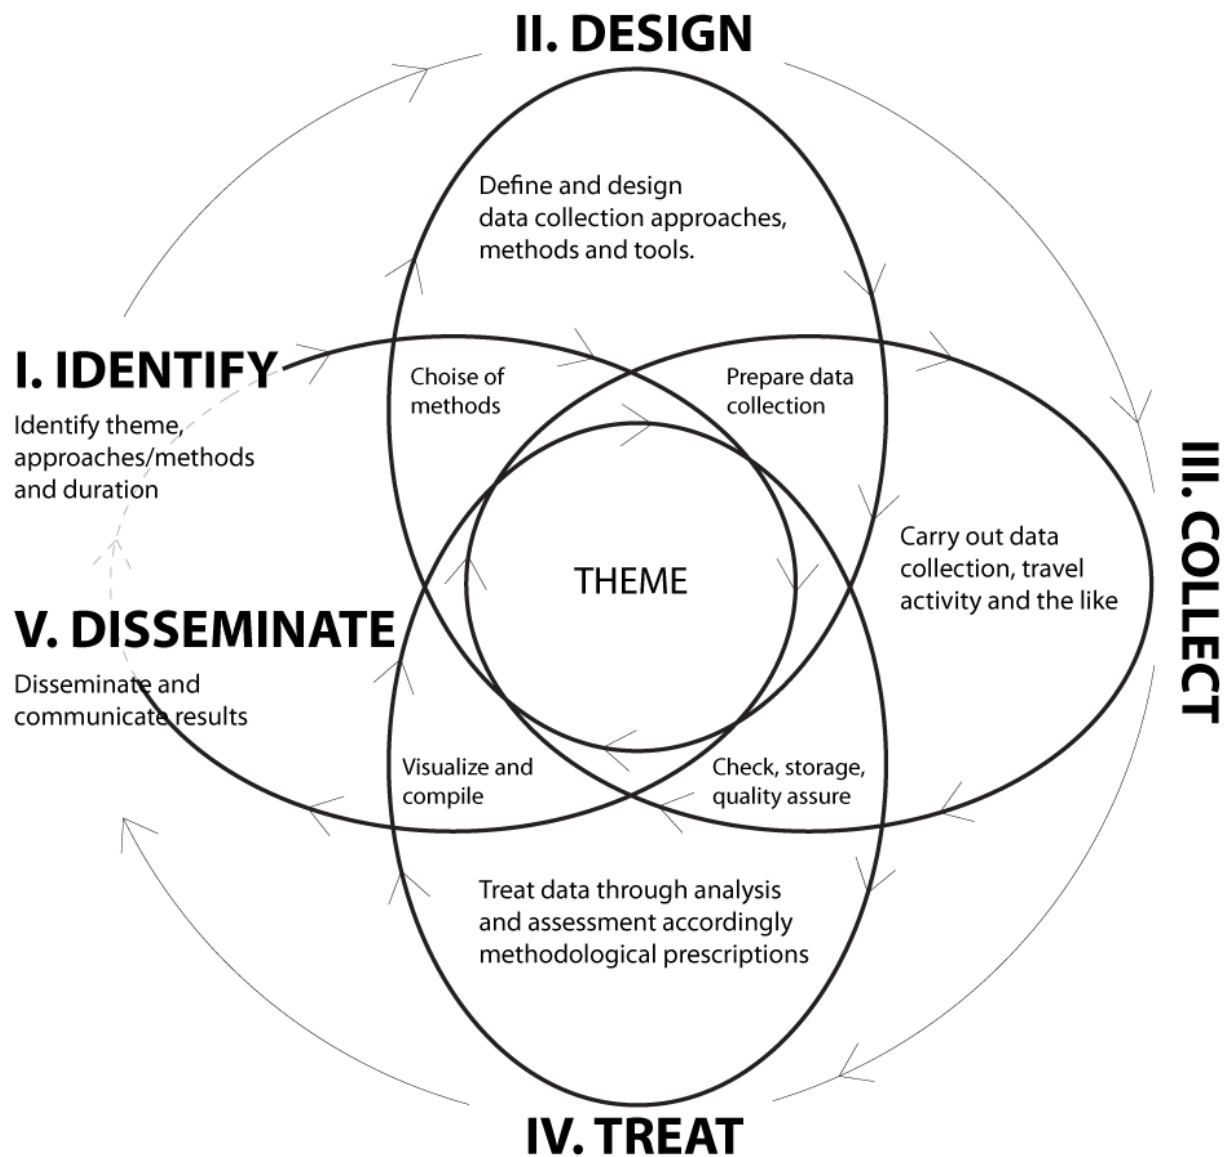 II. DESIGN
Define and design
data collection approaches,
methods and tools.
I. IDENTIFY
Identify theme,
approaches/methods
and duration
Choise of
methods
Prepare data
collection
III. COLLECT
Carry out data
collection, travel
activity and the like
THEME
V. DISSEMINATE
Disseminate and
communicate results
Visualize and
compile
Check, storage,
quality assure
Treat data through analysis
and assessment accordingly
methodological prescriptions
IV. TREAT